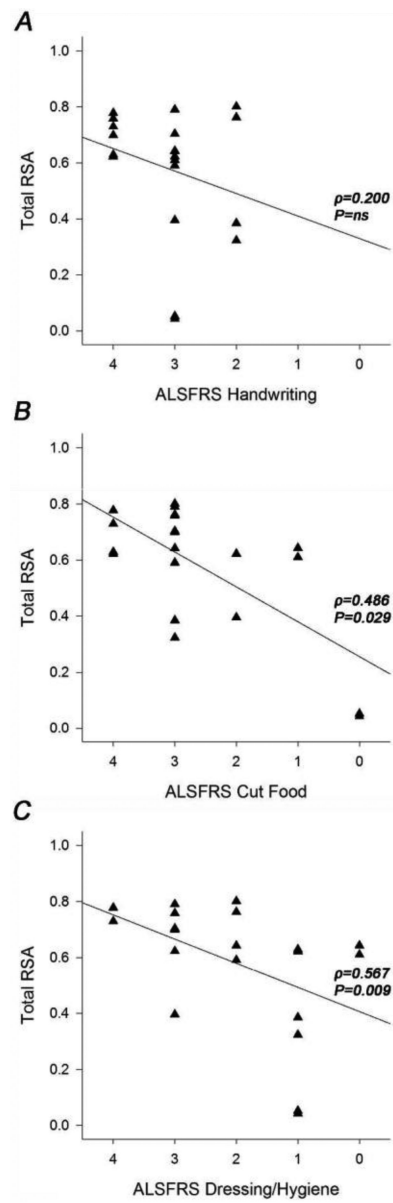 A
1.0
0.8
0.6
0.4
0.2
0.0
Total RSA
ρ=0.200
P=ns
4 3 2 1 0
ALSFRS Handwriting
B
1.0
0.8
0.6
0.4
0.2
0.0
Total RSA
ρ=0.486
P=0.029
4 3 2 1 0
ALSFRS Cut Food
C
1.0
0.8
0.6
0.4
0.2
0.0
Total RSA
ρ=0.567
P=0.009
4 3 2 1 0
ALSFRS Dressing/Hygiene